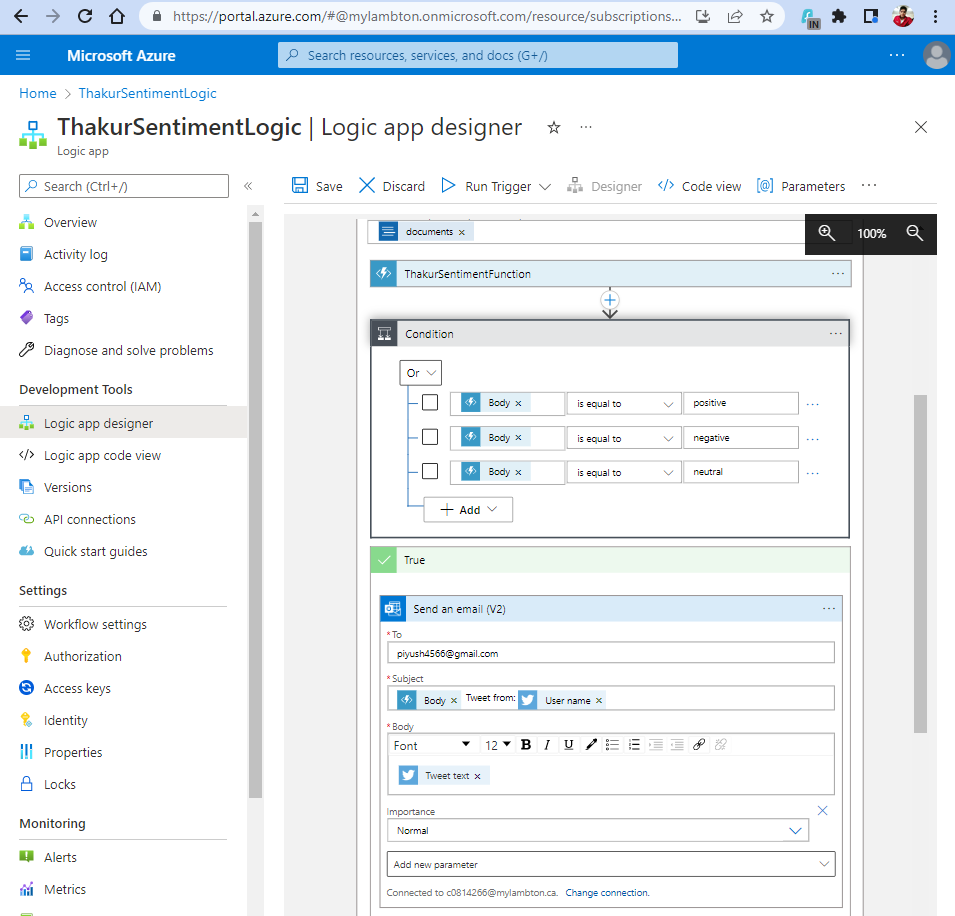 https://portal.azure.com/#@mylambton.onmicrosoft.com/resource/subscriptions...
IN
Microsoft Azure
Search resources, services, and docs (G+/)
Home > ThakurSentimentLogic
ThakurSentimentLogic | Logic app designer
Logic app
Search (Ctrl+/)
Save
Discard
Run Trigger
Designer
Code view
Parameters
Overview
Activity log
Access control (IAM)
Tags
Diagnose and solve problems
Development Tools
Logic app designer
Logic app code view
Versions
API connections
Quick start guides
Settings
Workflow settings
Authorization
Access keys
Identity
Properties
Locks
Monitoring
Alerts
Metrics
documents ×
100%
ThakurSentimentFunction
Condition
Or
Body × is equal to positive
Body × is equal to negative
Body × is equal to neutral
+ Add
True
Send an email (V2)
* To
piyush4566@gmail.com
* Subject
Body × Tweet from: User name ×
* Body
Font 12 B I U
Tweet text ×
Importance
Normal
Add new parameter
Connected to c0814266@mylambton.ca. Change connection.